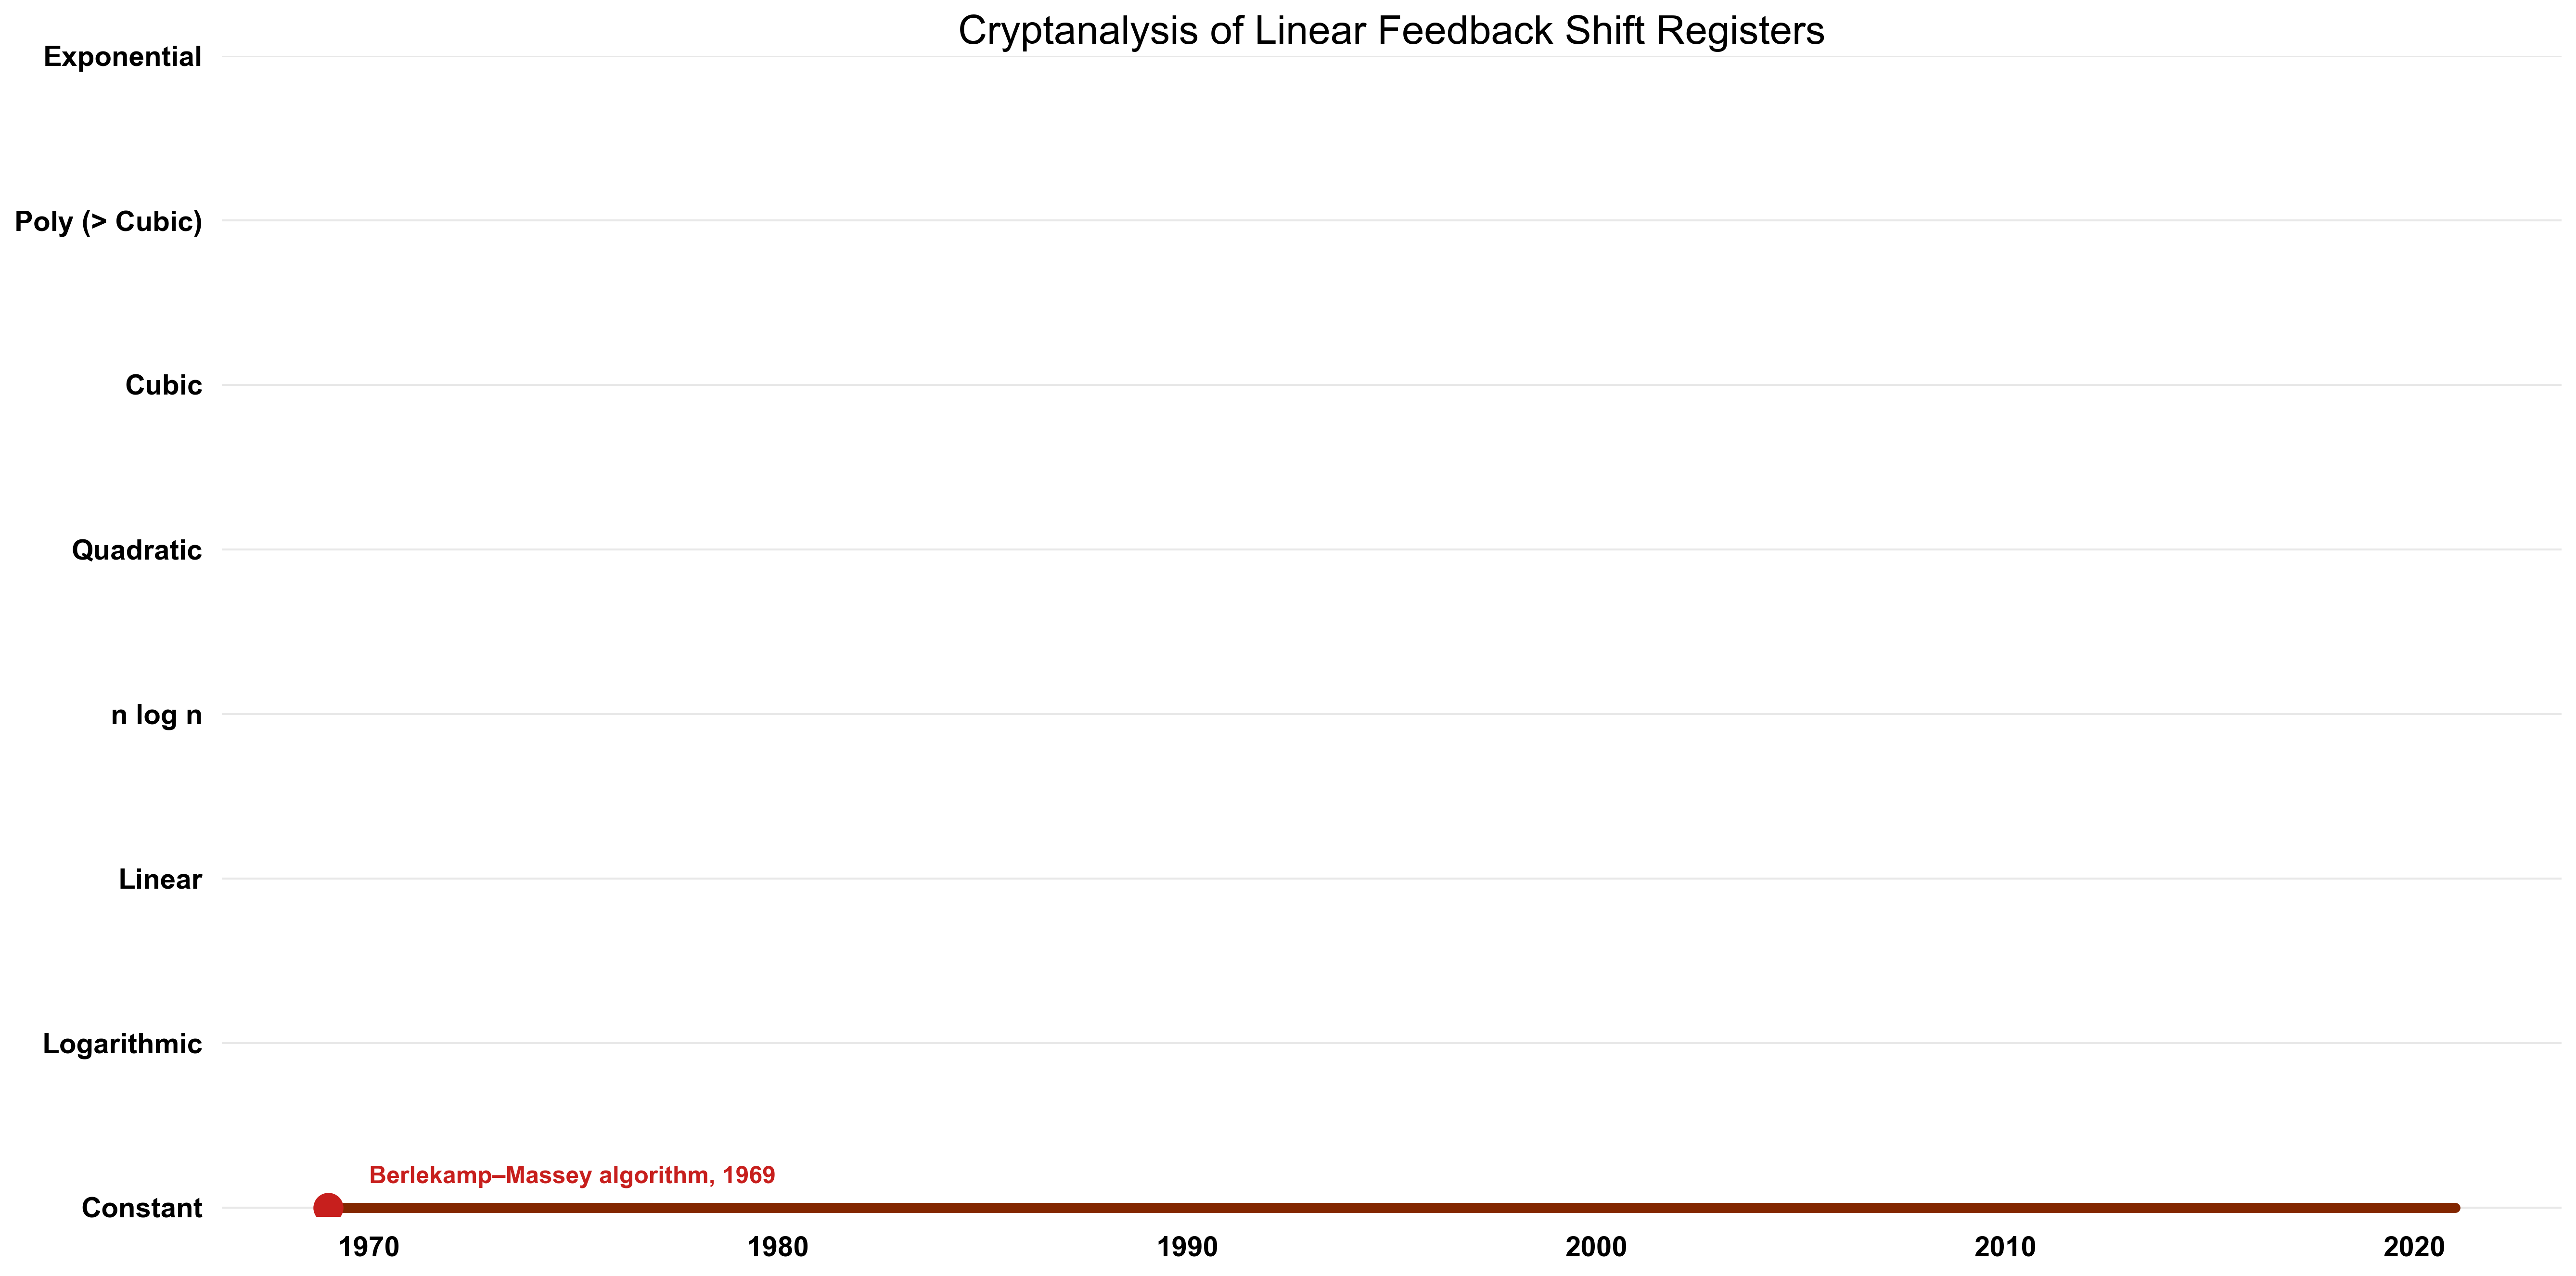 Cryptanalysis of Linear Feedback Shift Registers
Exponential
Poly (> Cubic)
Cubic
Quadratic
n log n
Linear
Logarithmic
Constant
Berlekamp–Massey algorithm, 1969
1970 1980 1990 2000 2010 2020